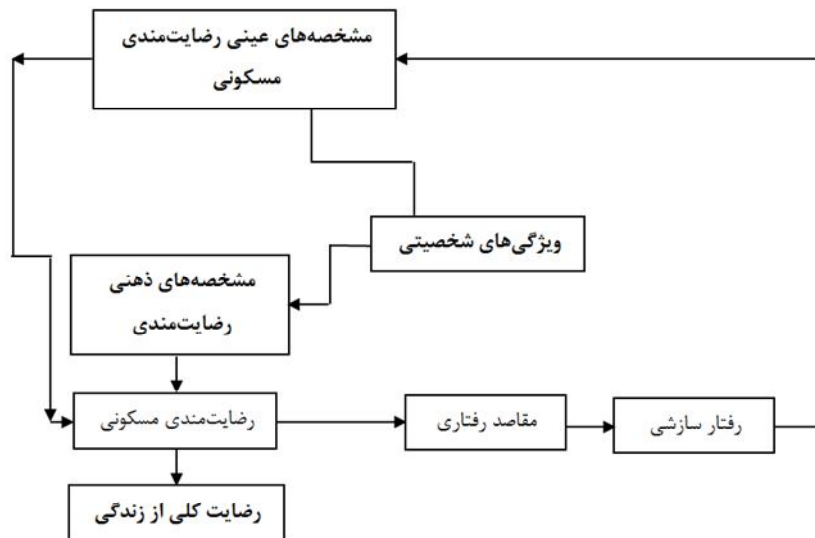 مشخصه‌های عینی رضایت‌مندی
مسکونی
ویژگی‌های شخصیتی
مشخصه‌های ذهنی
رضایت‌مندی
رضایت‌مندی مسکونی
مقاصد رفتاری
رفتار سازشی
رضایت کلی از زندگی